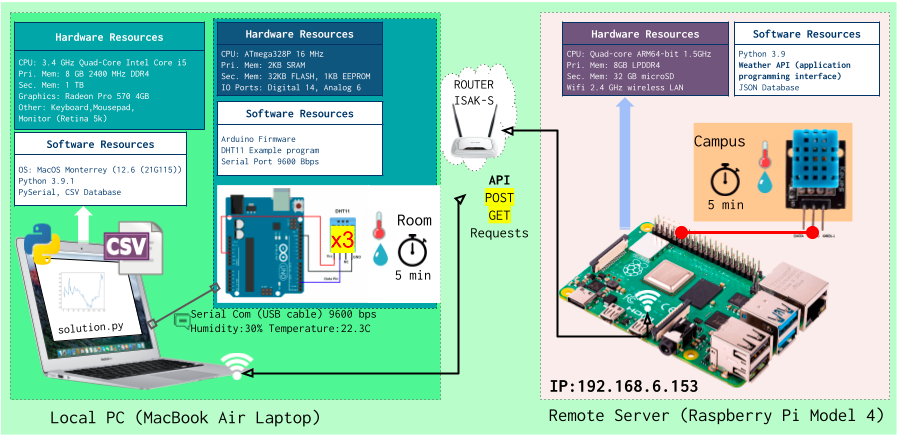 Hardware Resources
CPU: 3.4 GHz Quad-Core Intel Core i5
Pri. Mem: 8 GB 2400 MHz DDR4
Sec. Mem: 1 TB
Graphics: Radeon Pro 570 4GB
Other: Keyboard,Mousepad,
Monitor (Retina 5k)
Software Resources
OS: MacOS Monterrey (12.6 (21G115))
Python 3.9.1
PySerial, CSV Database
Hardware Resources
CPU: ATmega328P 16 MHz
Pri. Mem: 2KB SRAM
Sec. Mem: 32KB FLASH, 1KB EEPROM
IO Ports: Digital 14, Analog 6
Software Resources
Arduino Firmware
DHT11 Example program
Serial Port 9600 Bbps
DHT11
x3
Room
5 min
CSV
solution.py
Serial Com (USB cable) 9600 bps
Humidity:30% Temperature:22.3C
Local PC (MacBook Air Laptop)
ROUTER
ISAK-S
API
POST
GET
Requests
Hardware Resources
CPU: Quad-core ARM64-bit 1.5GHz
Pri. Mem: 8GB LPDDR4
Sec. Mem: 32 GB microSD
Wifi 2.4 GHz wireless LAN
Software Resources
Python 3.9
Weather API (application
programming interface)
JSON Database
Campus
5 min
IP:192.168.6.153
Remote Server (Raspberry Pi Model 4)